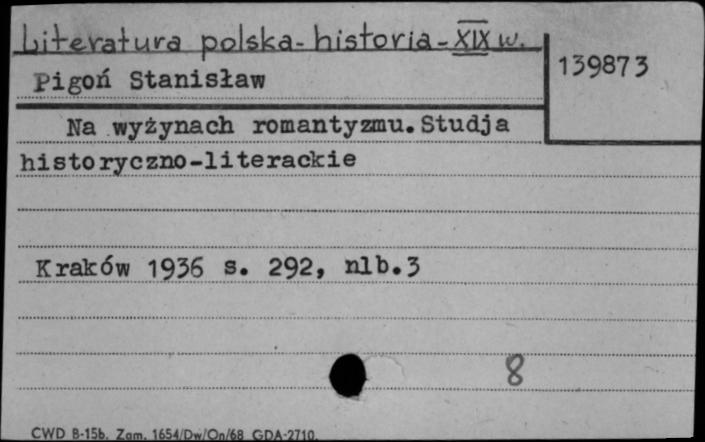 Literatura polska - historia - XIX w.
139873
Pigoń Stanisław
Na wyżynach romantyzmu. Studja
historyczno-literackie
Kraków 1936 s. 292, nlb.3
8
CWD B-15b. Zam. 1654/Dw/On/68 GDA-2710.